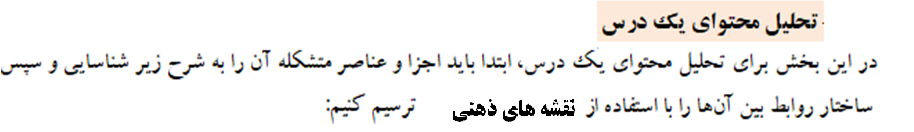 - تحلیل محتوای یک درس
در این بخش برای تحلیل محتوای یک درس، ابتدا باید اجزا و عناصر متشکله آن را به شرح زیر شناسایی و سپس
ساختار روابط بین آن‌ها را با استفاده از نقشه های ذهنی ترسیم کنیم: